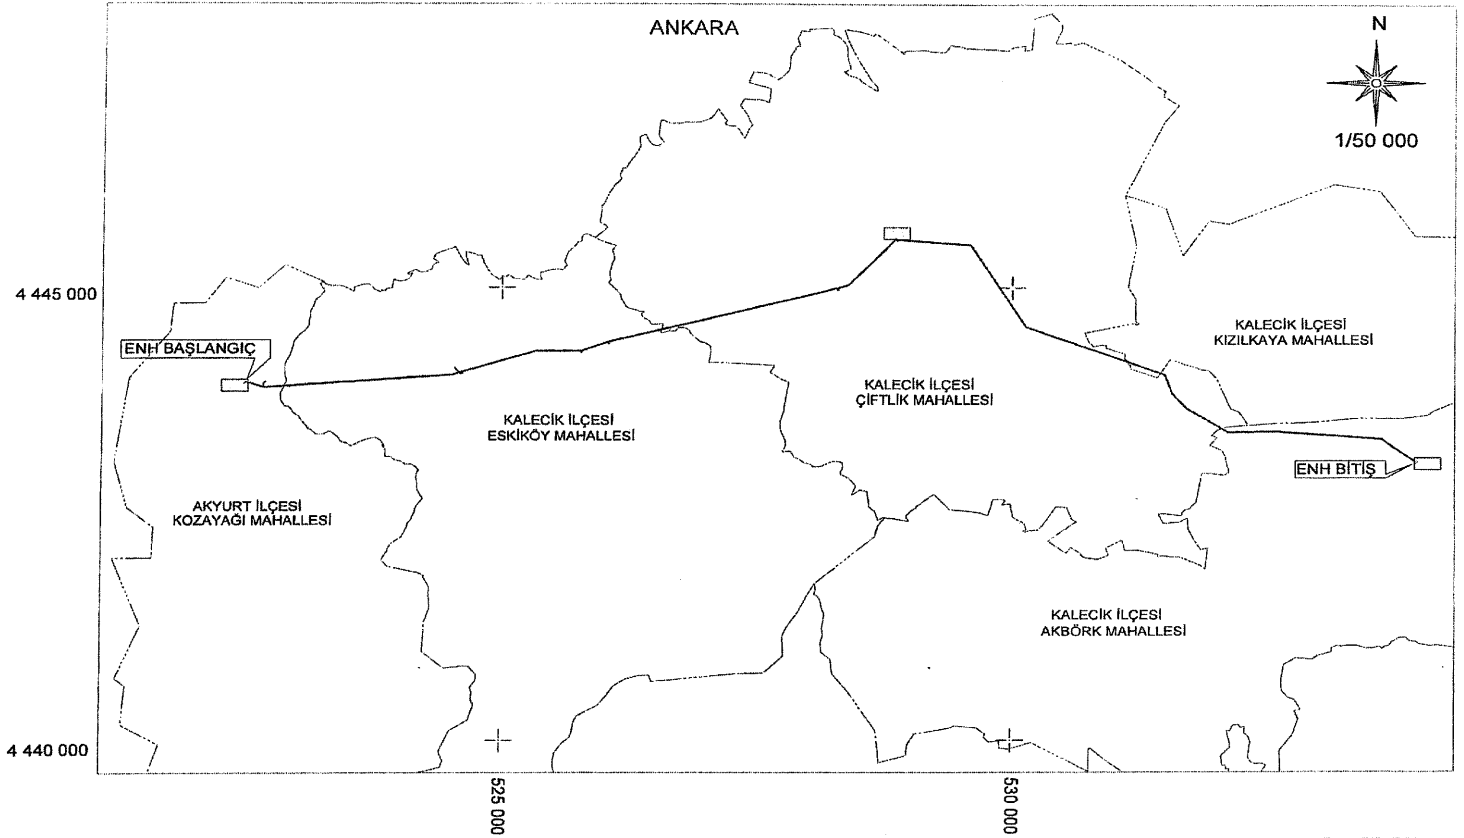 ANKARA
N
1/50 000
4 445 000
ENH BAŞLANGIÇ
KALECİK İLÇESİ
KIZILKAYA MAHALLESİ
KALECİK İLÇESİ
ÇİFTLİK MAHALLESİ
KALECİK İLÇESİ
ESKİKÖY MAHALLESİ
ENH BİTİŞ
AKYURT İLÇESİ
KOZAYAĞI MAHALLESİ
KALECİK İLÇESİ
AKBÖRK MAHALLESİ
4 440 000
525 000
530 000